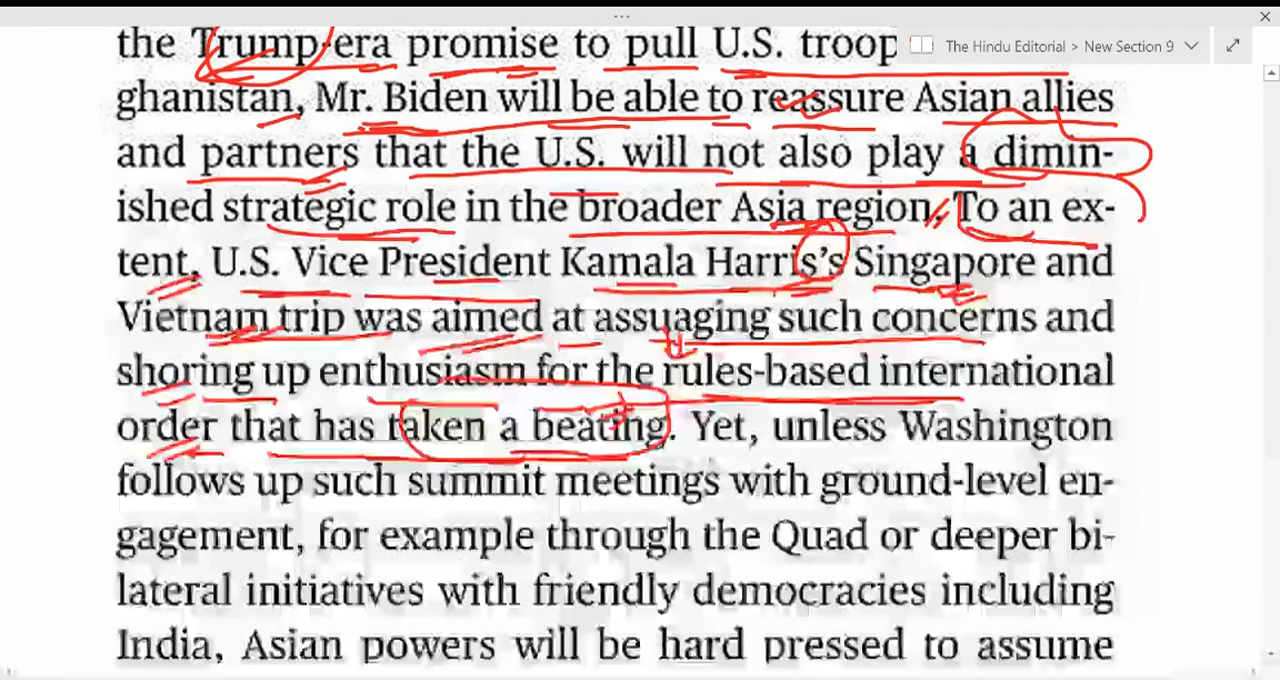 ...
The Hindu Editorial > New Section 9
the Trump-era promise to pull U.S. troop
ghanistan, Mr. Biden will be able to reassure Asian allies
and partners that the U.S. will not also play a dimin-
ished strategic role in the broader Asia region. To an ex-
tent, U.S. Vice President Kamala Harris's Singapore and
Vietnam trip was aimed at assuaging such concerns and
shoring up enthusiasm for the rules-based international
order that has taken a beating. Yet, unless Washington
follows up such summit meetings with ground-level en-
gagement, for example through the Quad or deeper bi-
lateral initiatives with friendly democracies including
India, Asian powers will be hard pressed to assume